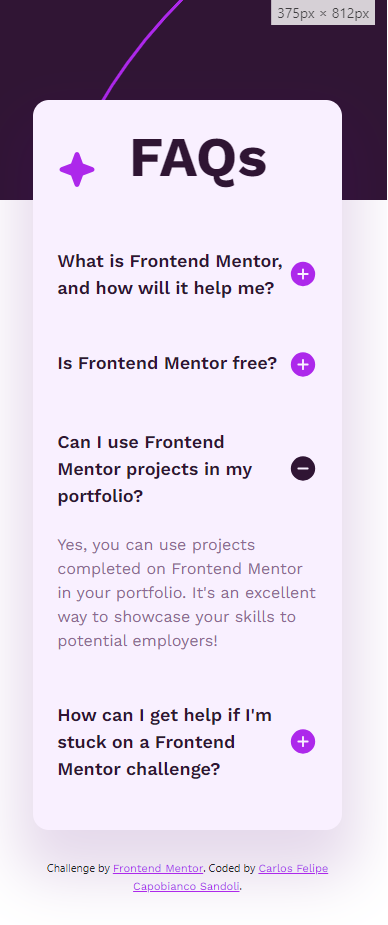 375px × 812px
FAQs
What is Frontend Mentor,
and how will it help me?
Is Frontend Mentor free?
Can I use Frontend
Mentor projects in my
portfolio?
Yes, you can use projects
completed on Frontend Mentor
in your portfolio. It's an excellent
way to showcase your skills to
potential employers!
How can I get help if I'm
stuck on a Frontend
Mentor challenge?
Challenge by Frontend Mentor. Coded by Carlos Felipe
Capobianco Sandoli.